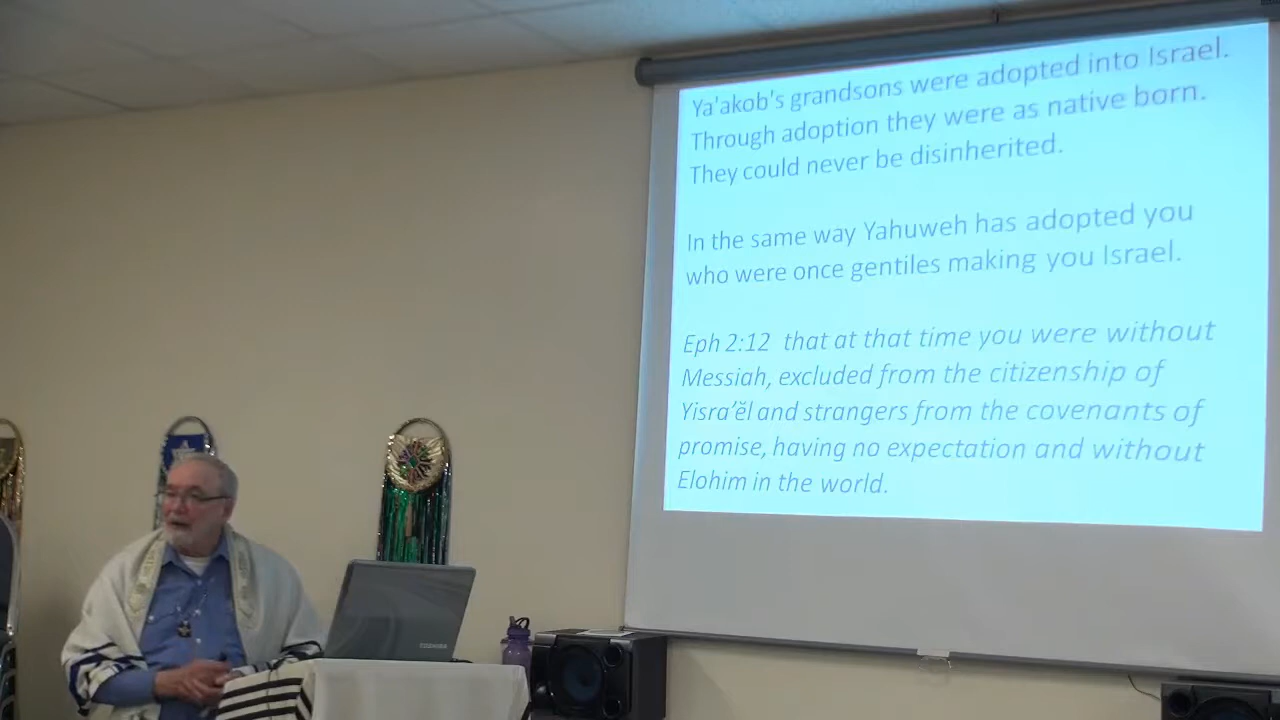 Ya'akob's grandsons were adopted into Israel.
Through adoption they were as native born.
They could never be disinherited.
In the same way Yahuweh has adopted you
who were once gentiles making you Israel.
Eph 2:12 that at that time you were without
Messiah, excluded from the citizenship of
Yisra’ĕl and strangers from the covenants of
promise, having no expectation and without
Elohim in the world.
TOSHIBA